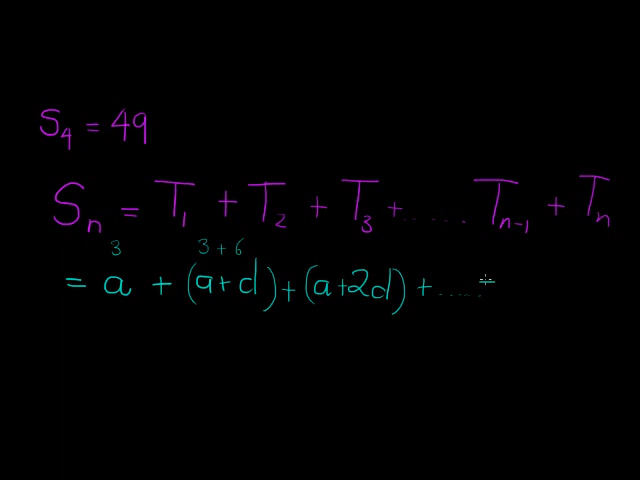 S₄ = 49
Sₙ = T₁ + T₂ + T₃ + ...... Tₙ₋₁ + Tₙ
3 3 + 6
= a + (a+d) + (a+2d) + ......